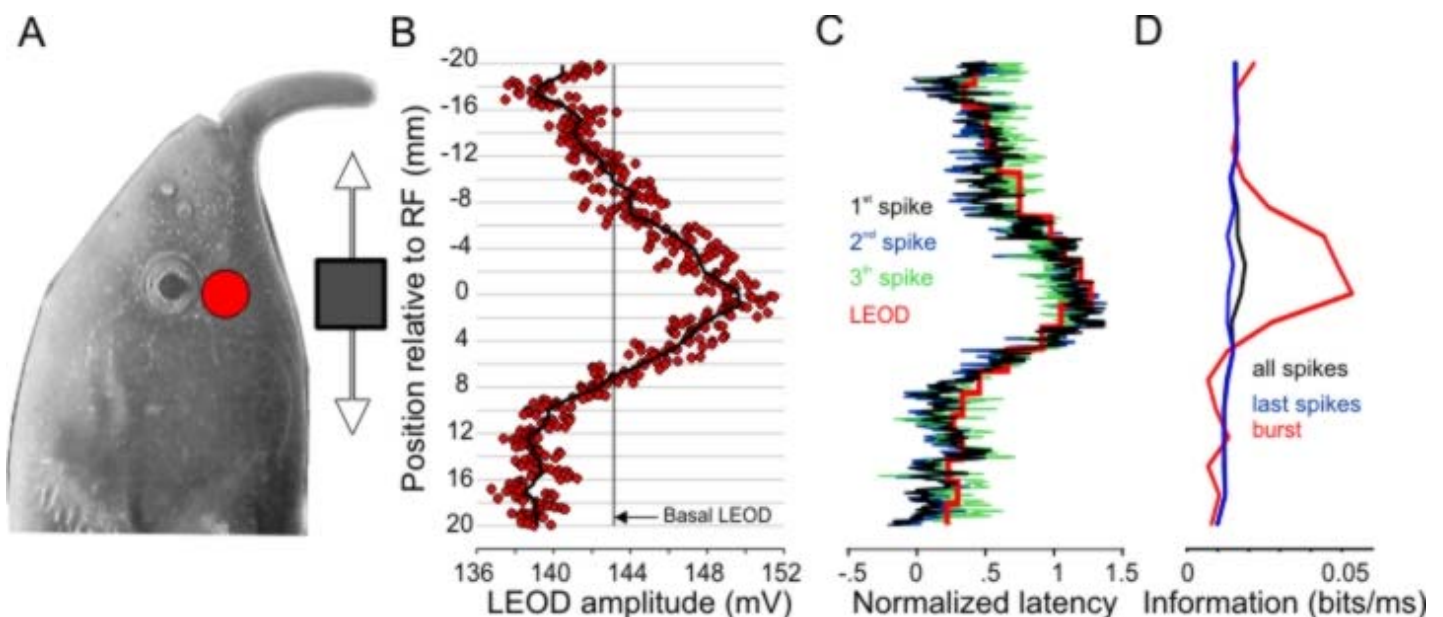 A
B
C
D
-20
-16
-12
-8
-4
0
4
8
12
16
20
Position relative to RF (mm)
Basal LEOD
136 140 144 148 152
LEOD amplitude (mV)
1st spike
2nd spike
3th spike
LEOD
-.5 0 .5 1 1.5
Normalized latency
all spikes
last spikes
burst
0 0.05
Information (bits/ms)